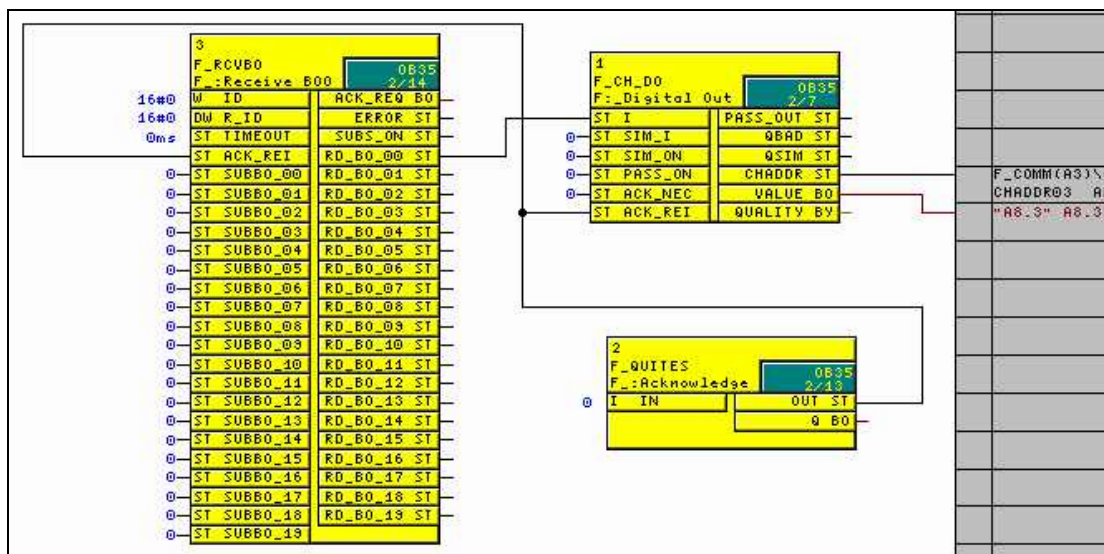 3
F_RCVBO
F_:Receive BOO
OB35
2/14
16#0 W ID ACK_REQ BO
16#0 DW R_ID ERROR ST
0ms ST TIMEOUT SUBS_ON ST
ST ACK_REI RD_BO_00 ST
0 ST SUBBO_00 RD_BO_01 ST
0 ST SUBBO_01 RD_BO_02 ST
0 ST SUBBO_02 RD_BO_03 ST
0 ST SUBBO_03 RD_BO_04 ST
0 ST SUBBO_04 RD_BO_05 ST
0 ST SUBBO_05 RD_BO_06 ST
0 ST SUBBO_06 RD_BO_07 ST
0 ST SUBBO_07 RD_BO_08 ST
0 ST SUBBO_08 RD_BO_09 ST
0 ST SUBBO_09 RD_BO_10 ST
0 ST SUBBO_10 RD_BO_11 ST
0 ST SUBBO_11 RD_BO_12 ST
0 ST SUBBO_12 RD_BO_13 ST
0 ST SUBBO_13 RD_BO_14 ST
0 ST SUBBO_14 RD_BO_15 ST
0 ST SUBBO_15 RD_BO_16 ST
0 ST SUBBO_16 RD_BO_17 ST
0 ST SUBBO_17 RD_BO_18 ST
0 ST SUBBO_18 RD_BO_19 ST
0 ST SUBBO_19
1
F_CH_DO
F:_Digital Out
OB35
2/7
ST I PASS_OUT ST
0 ST SIM_I QBAD ST
0 ST SIM_ON QSIM ST
0 ST PASS_ON CHADDR ST
0 ST ACK_NEC VALUE BO
ST ACK_REI QUALITY BY
2
F_QUITES
F_:Acknowledge
OB35
2/13
0 I IN OUT ST
Q BO
F_COMM(A3)\
CHADDR03 A
"A8.3" A8.3